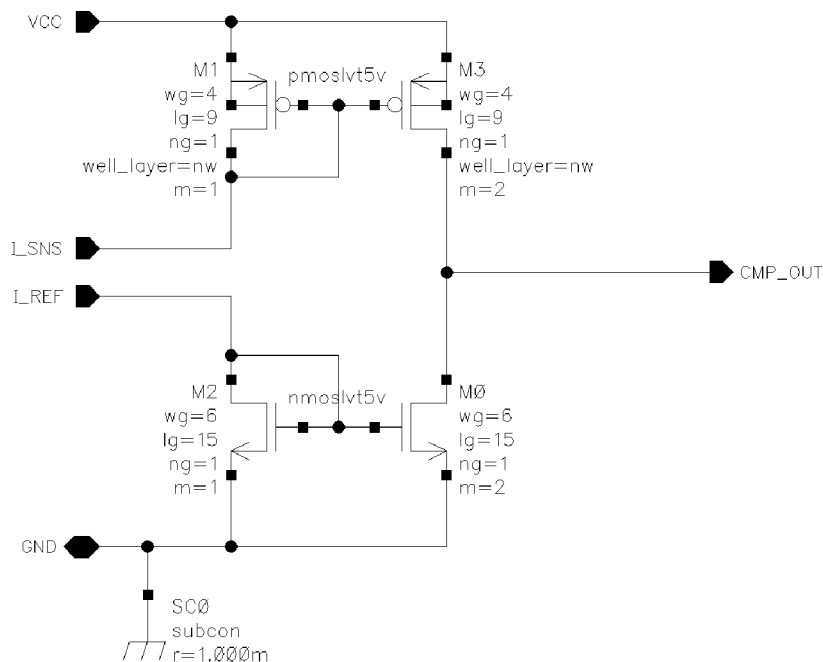 VCC
M1
wg=4
lg=9
ng=1
well_layer=nw
m=1
pmoslvt5v
M3
wg=4
lg=9
ng=1
well_layer=nw
m=2
I_SNS
I_REF
CMP_OUT
M2
wg=6
lg=15
ng=1
m=1
nmoslvt5v
M0
wg=6
lg=15
ng=1
m=2
GND
SC0
subcon
r=1.000m